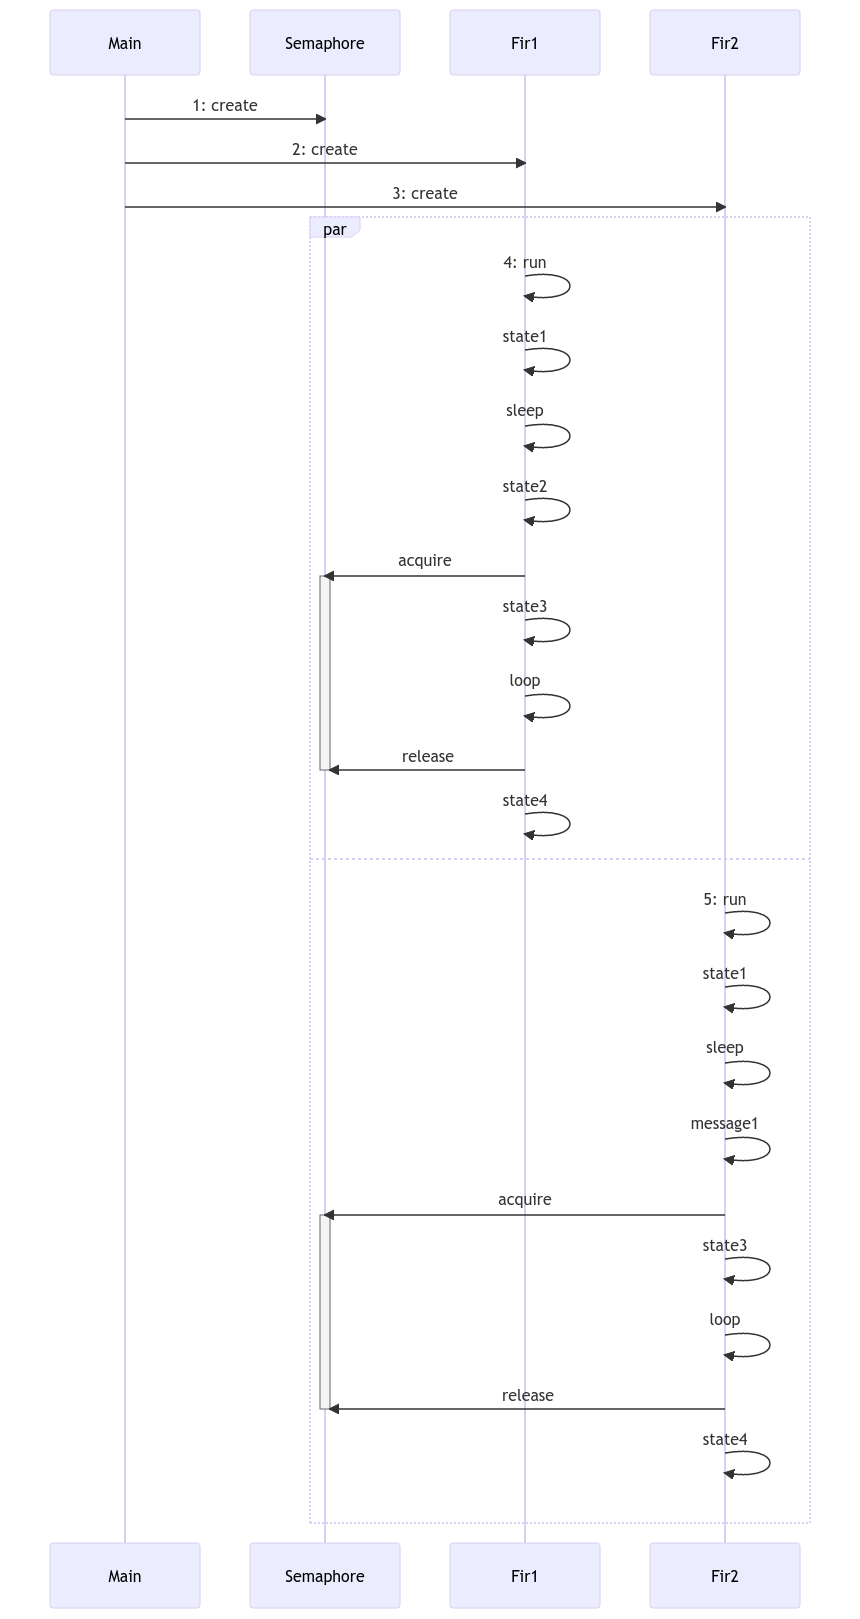 Main
Semaphore
Fir1
Fir2
1: create
2: create
3: create
par
4: run
state1
sleep
state2
acquire
state3
loop
release
state4
5: run
state1
sleep
message1
acquire
state3
loop
release
state4
Main
Semaphore
Fir1
Fir2